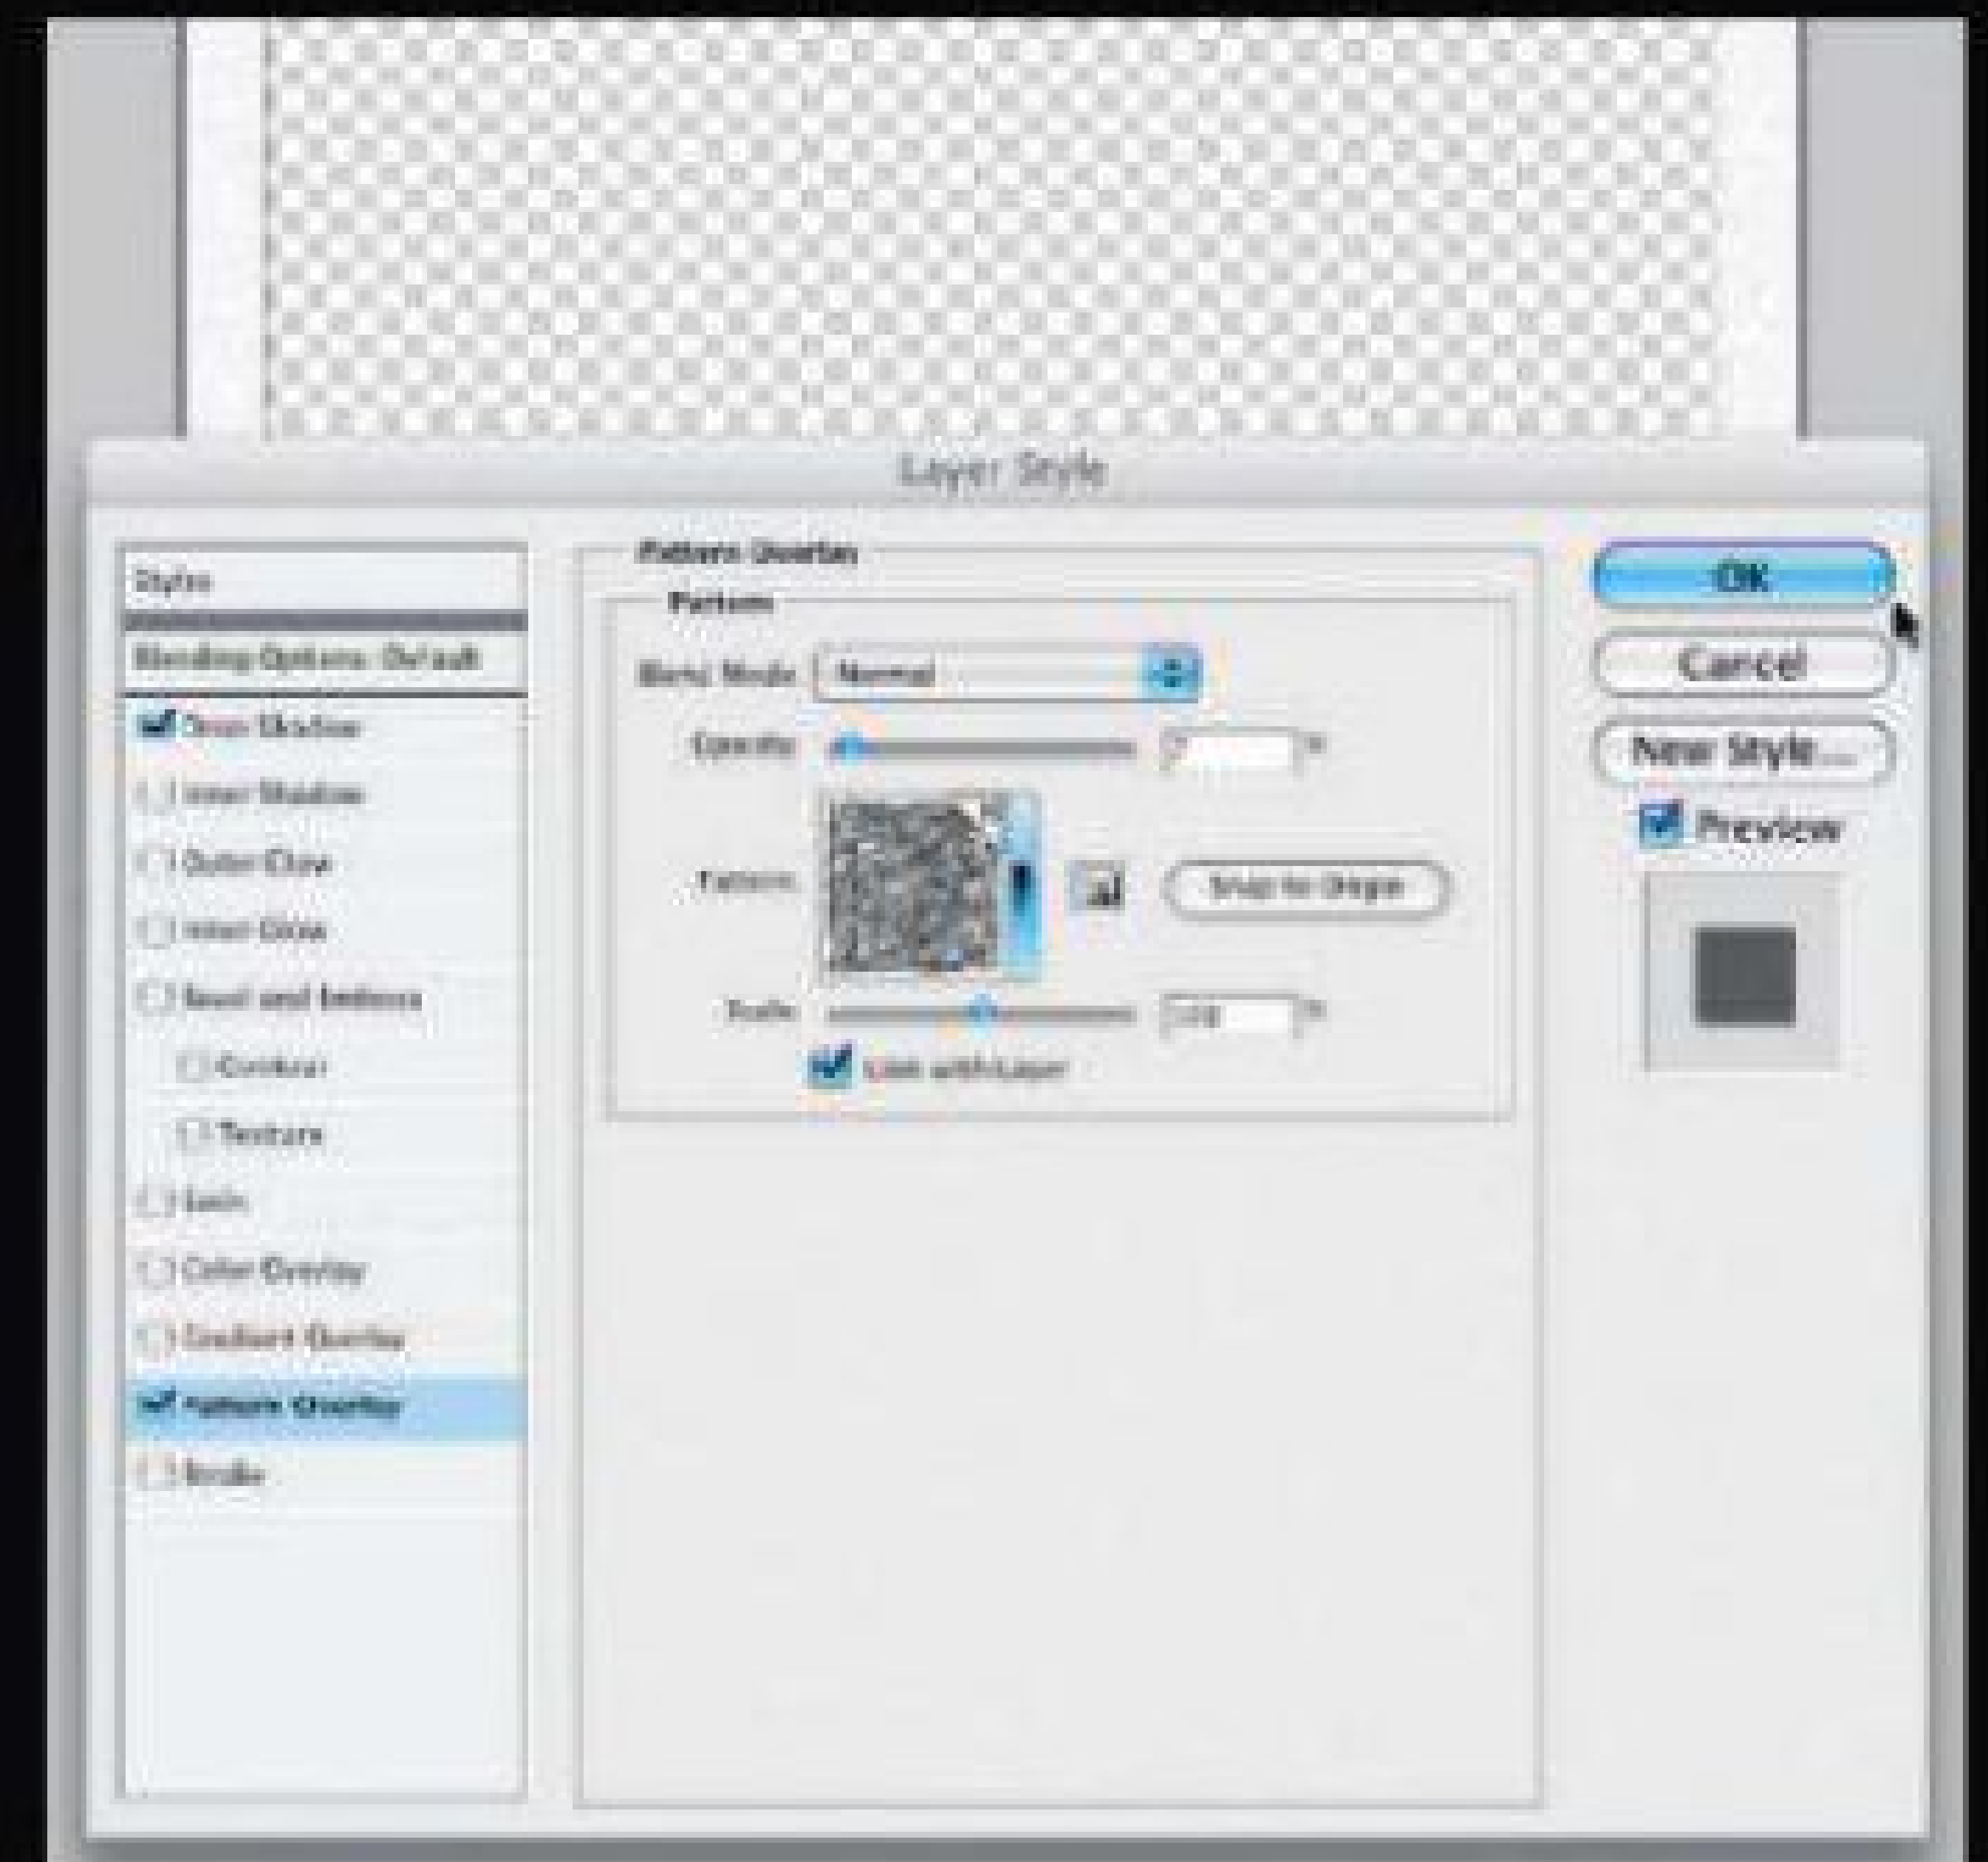 Layer Style
Styles
Blending Options: Default
Drop Shadow
Inner Shadow
Outer Glow
Inner Glow
Bevel and Emboss
Contour
Texture
Satin
Color Overlay
Gradient Overlay
Pattern Overlay
Stroke
Pattern Overlay
Pattern
Blend Mode: Normal
Opacity: %
Pattern: Snap to Origin
Scale: %
Link with Layer
OK
Cancel
New Style...
Preview